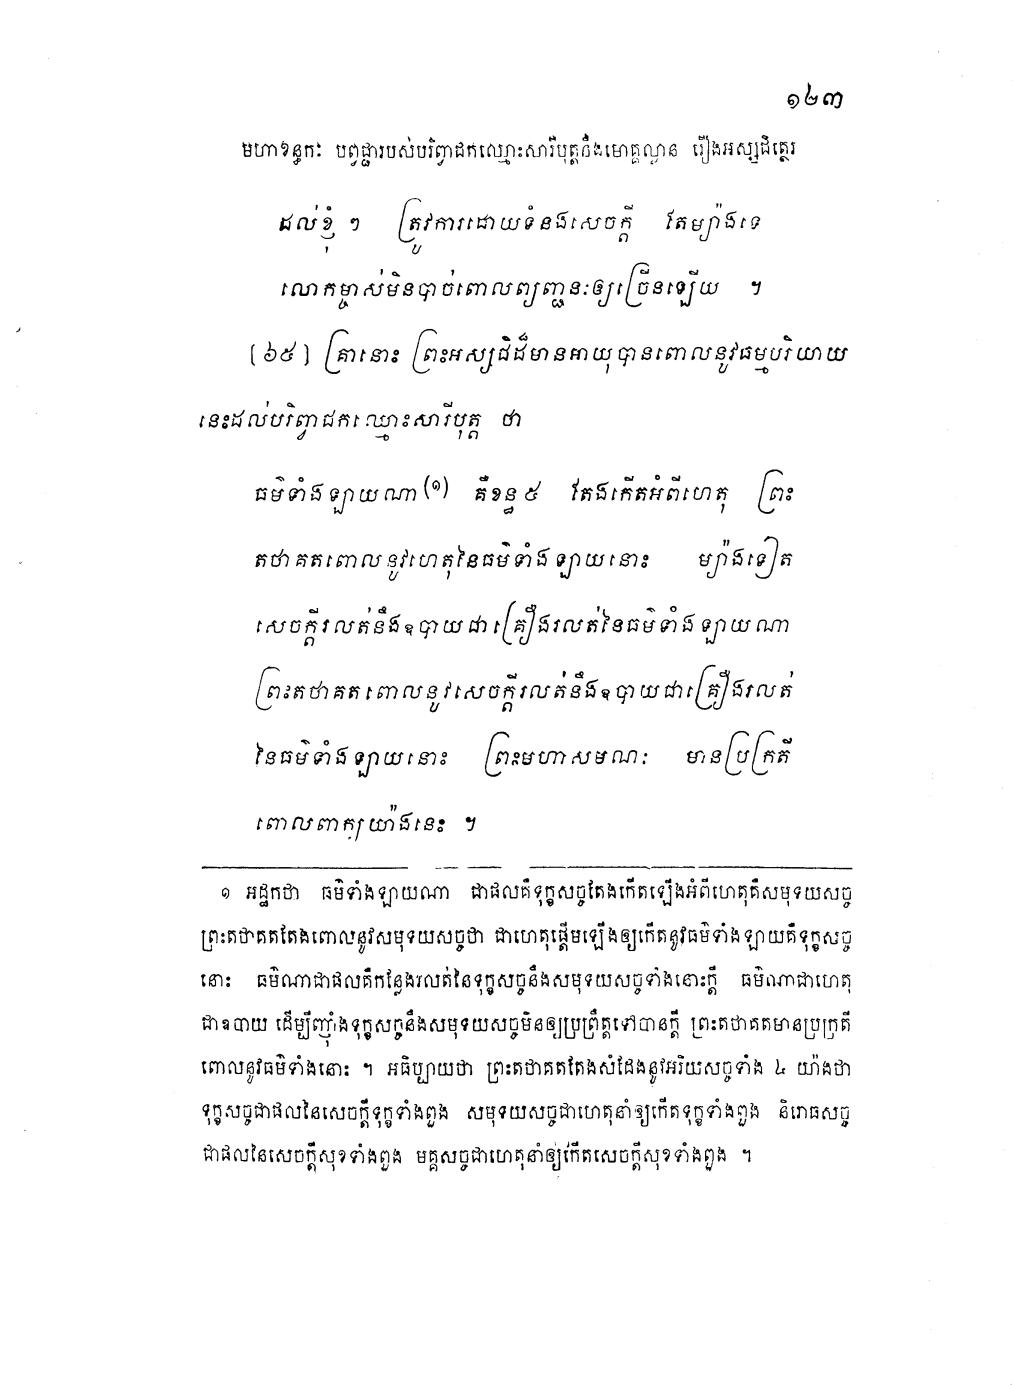 ១២៣
មហាខន្ធកៈ បព្វជ្ជារបស់បរិព្វាជកឈ្មោះសារីបុត្តនឹងមោគ្គល្លាន រឿងអស្សជិត្ថេរ
ដល់ខ្ញុំ ៗ ត្រូវការដោយទំនងសេចក្តី តែម្យ៉ាងទេ
លោកម្ចាស់មិនបាច់ពោលព្យញ្ជនៈឲ្យច្រើនឡើយ ។
[៦៥] គ្រានោះ ព្រះអស្សជិដ៏មានអាយុបានពោលនូវធម្មបរិយាយ
នេះដល់បរិព្វាជកឈ្មោះសារីបុត្ត ថា
ធម៌ទាំងឡាយណា(១) គឺខន្ធ ៥ តែងកើតអំពីហេតុ ព្រះ
តថាគតពោលនូវហេតុនៃធម៌ទាំងឡាយនោះ ម្យ៉ាងទៀត
សេចក្តីរលត់នឹងឧបាយជាគ្រឿងរលត់នៃធម៌ទាំងឡាយណា
ព្រះតថាគតពោលនូវសេចក្តីរលត់នឹងឧបាយជាគ្រឿងរលត់
នៃធម៌ទាំងឡាយនោះ ព្រះមហាសមណៈ មានប្រក្រតី
ពោលពាក្យយ៉ាងនេះ ។
១ អដ្ឋកថា ធម៌ទាំងឡាយណា ជាផលគឺទុក្ខសច្ចតែងកើតឡើងអំពីហេតុគឺសមុទយសច្ច
ព្រះតថាគតតែងពោលនូវសមុទយសច្ចថា ជាហេតុផ្តើមឡើងឲ្យកើតនូវធម៌ទាំងឡាយគឺទុក្ខសច្ច
នោះ ធម៌ណាជាផលគឺកន្លែងរលត់នៃទុក្ខសច្ចនឹងសមុទយសច្ចទាំងនោះក្តី ធម៌ណាជាហេតុ
ជាឧបាយ ដើម្បីញ៉ាំងទុក្ខសច្ចនឹងសមុទយសច្ចមិនឲ្យប្រព្រឹត្តទៅបានក្តី ព្រះតថាគតមានប្រក្រតី
ពោលនូវធម៌ទាំងនោះ ។ អធិប្បាយថា ព្រះតថាគតតែងសំដែងនូវអរិយសច្ចទាំង ៤ យ៉ាងថា
ទុក្ខសច្ចជាផលនៃសេចក្តីទុក្ខទាំងពួង សមុទយសច្ចជាហេតុនាំឲ្យកើតទុក្ខទាំងពួង និរោធសច្ច
ជាផលនៃសេចក្តីសុខទាំងពួង មគ្គសច្ចជាហេតុនាំឲ្យកើតសេចក្តីសុខទាំងពួង ។